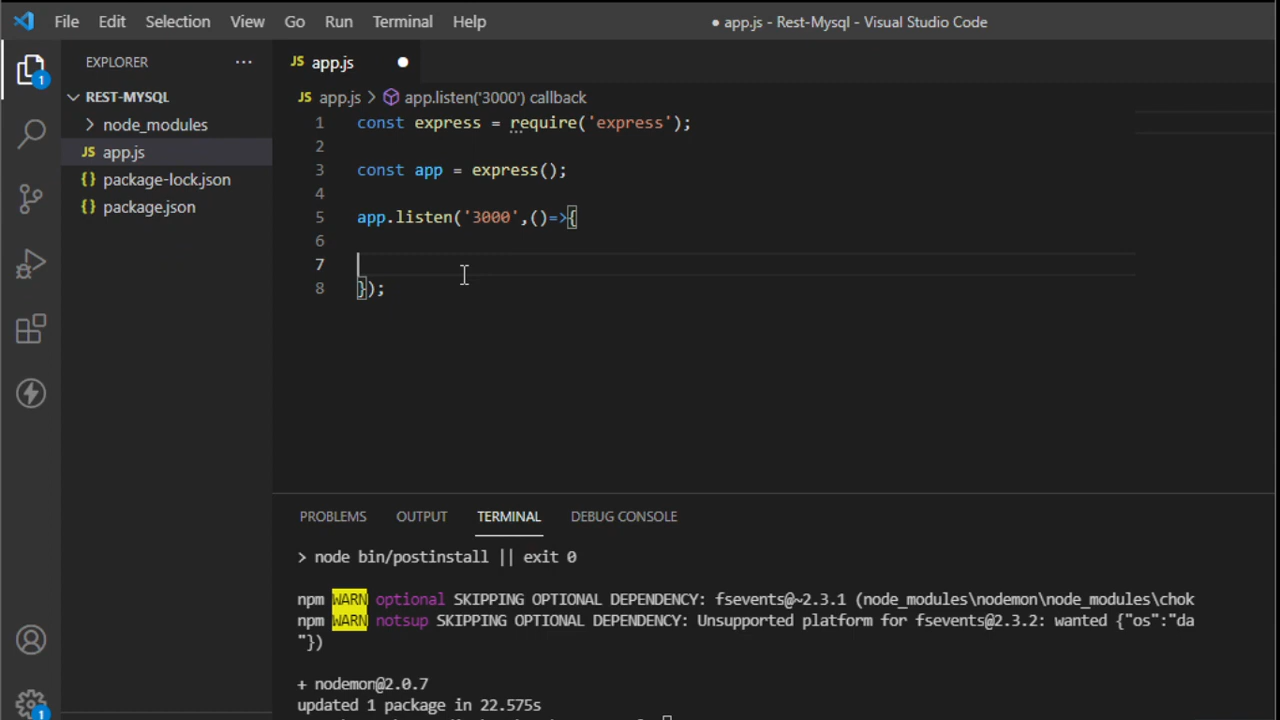 File Edit Selection View Go Run Terminal Help ● app.js - Rest-Mysql - Visual Studio Code
EXPLORER ...
JS app.js ●
REST-MYSQL
JS app.js > app.listen('3000') callback
node_modules
JS app.js
{} package-lock.json
{} package.json
1 const express = require('express');
2
3 const app = express();
4
5 app.listen('3000',()=>{
6
7
8 });
1
PROBLEMS OUTPUT TERMINAL DEBUG CONSOLE
> node bin/postinstall || exit 0
npm WARN optional SKIPPING OPTIONAL DEPENDENCY: fsevents@~2.3.1 (node_modules\nodemon\node_modules\chok
npm WARN notsup SKIPPING OPTIONAL DEPENDENCY: Unsupported platform for fsevents@2.3.2: wanted {"os":"da
"})
+ nodemon@2.0.7
updated 1 package in 22.575s
1